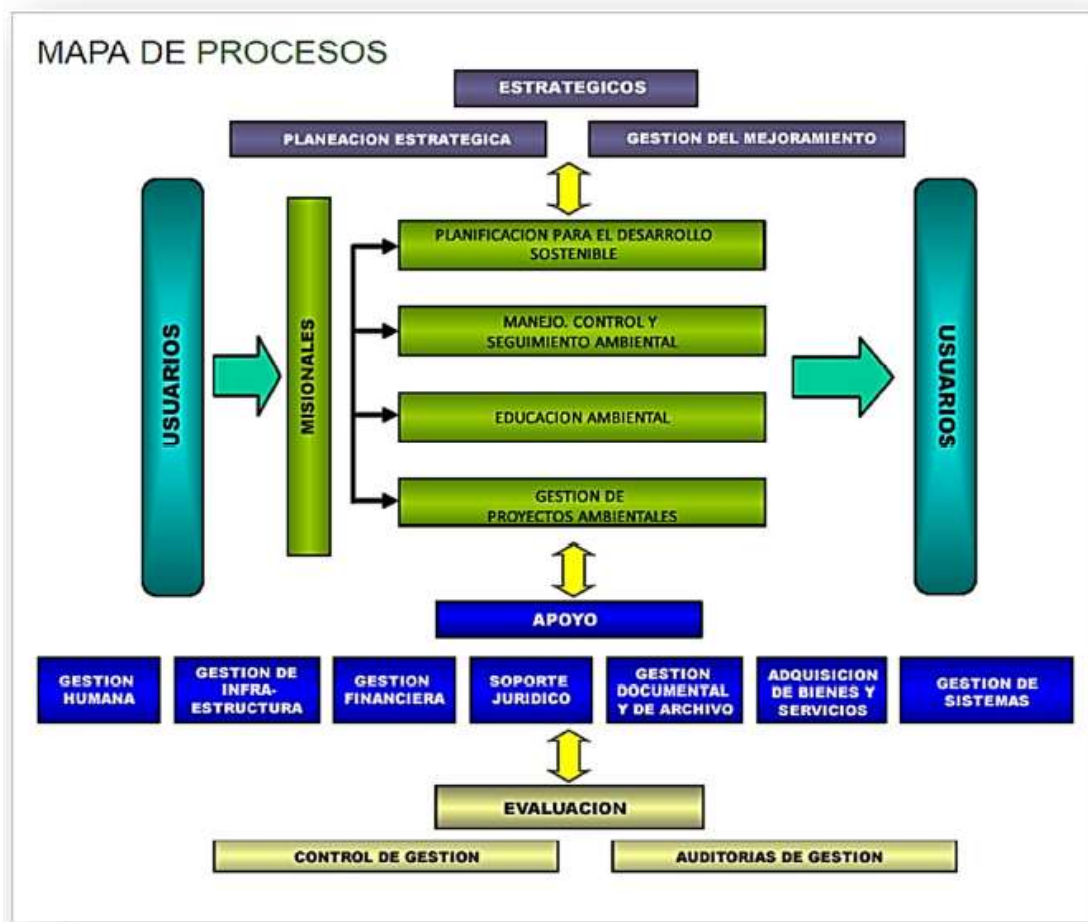 MAPA DE PROCESOS
ESTRATEGICOS
PLANEACION ESTRATEGICA
GESTION DEL MEJORAMIENTO
USUARIOS
MISIONALES
PLANIFICACION PARA EL DESARROLLO
SOSTENIBLE
MANEJO. CONTROL Y
SEGUIMIENTO AMBIENTAL
EDUCACION AMBIENTAL
GESTION DE
PROYECTOS AMBIENTALES
USUARIOS
APOYO
GESTION
HUMANA
GESTION DE
INFRA-
ESTRUCTURA
GESTION
FINANCIERA
SOPORTE
JURIDICO
GESTION
DOCUMENTAL
Y DE ARCHIVO
ADQUISICION
DE BIENES Y
SERVICIOS
GESTION DE
SISTEMAS
EVALUACION
CONTROL DE GESTION
AUDITORIAS DE GESTION